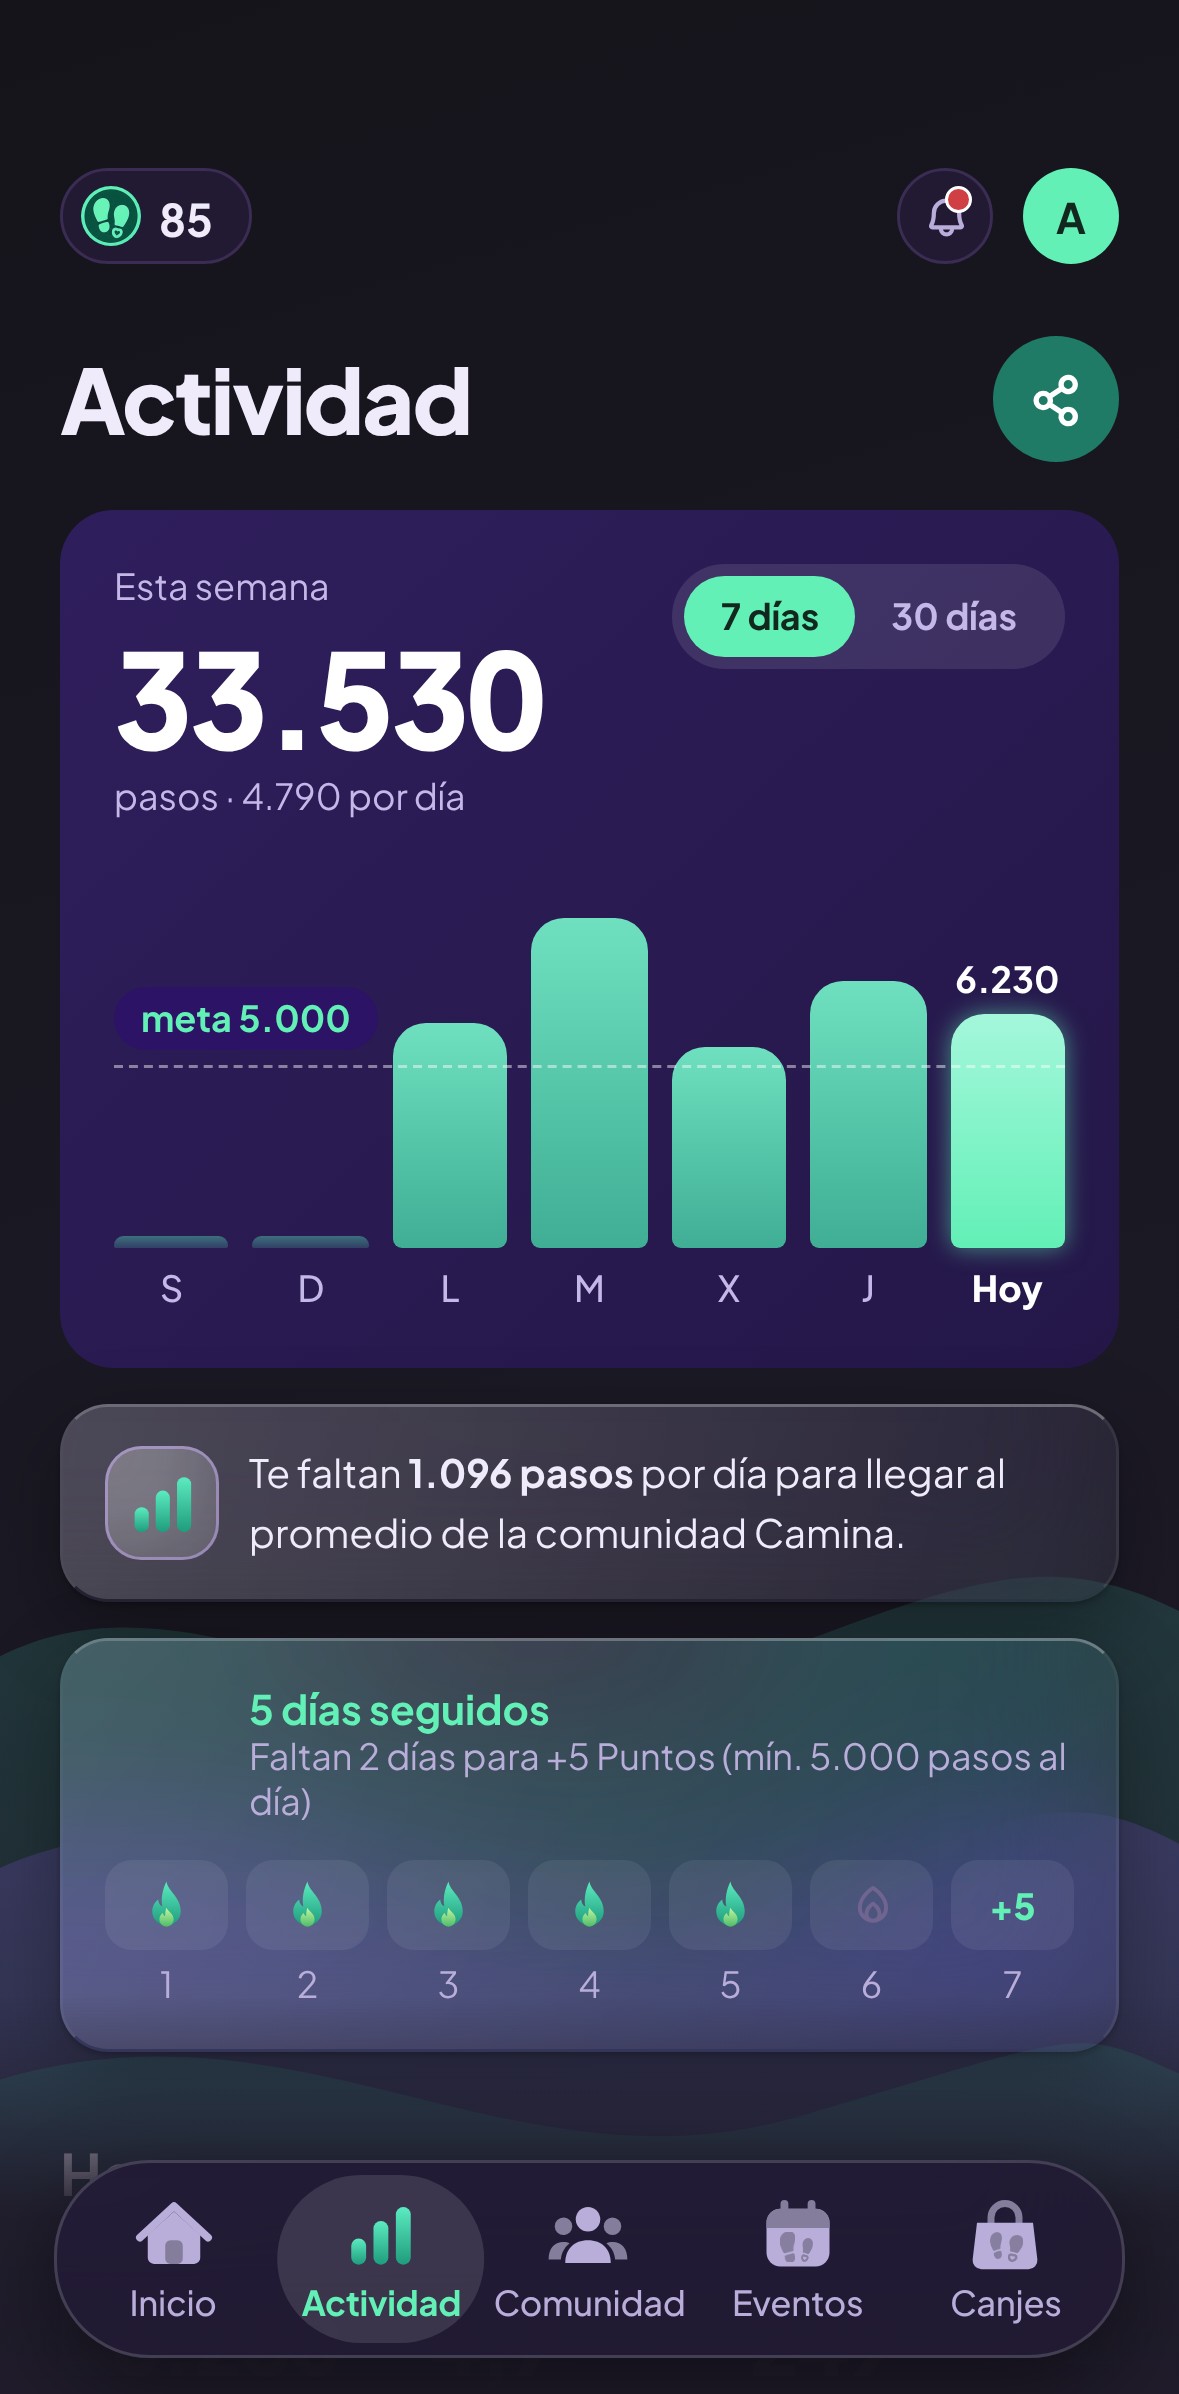 85
A
Actividad
Esta semana
7 días
30 días
33.530
pasos · 4.790 por día
6.230
meta 5.000
S D L M X J Hoy
Te faltan 1.096 pasos por día para llegar al
promedio de la comunidad Camina.
5 días seguidos
Faltan 2 días para +5 Puntos (mín. 5.000 pasos al
día)
+5
1 2 3 4 5 6 7
Inicio Actividad Comunidad Eventos Canjes